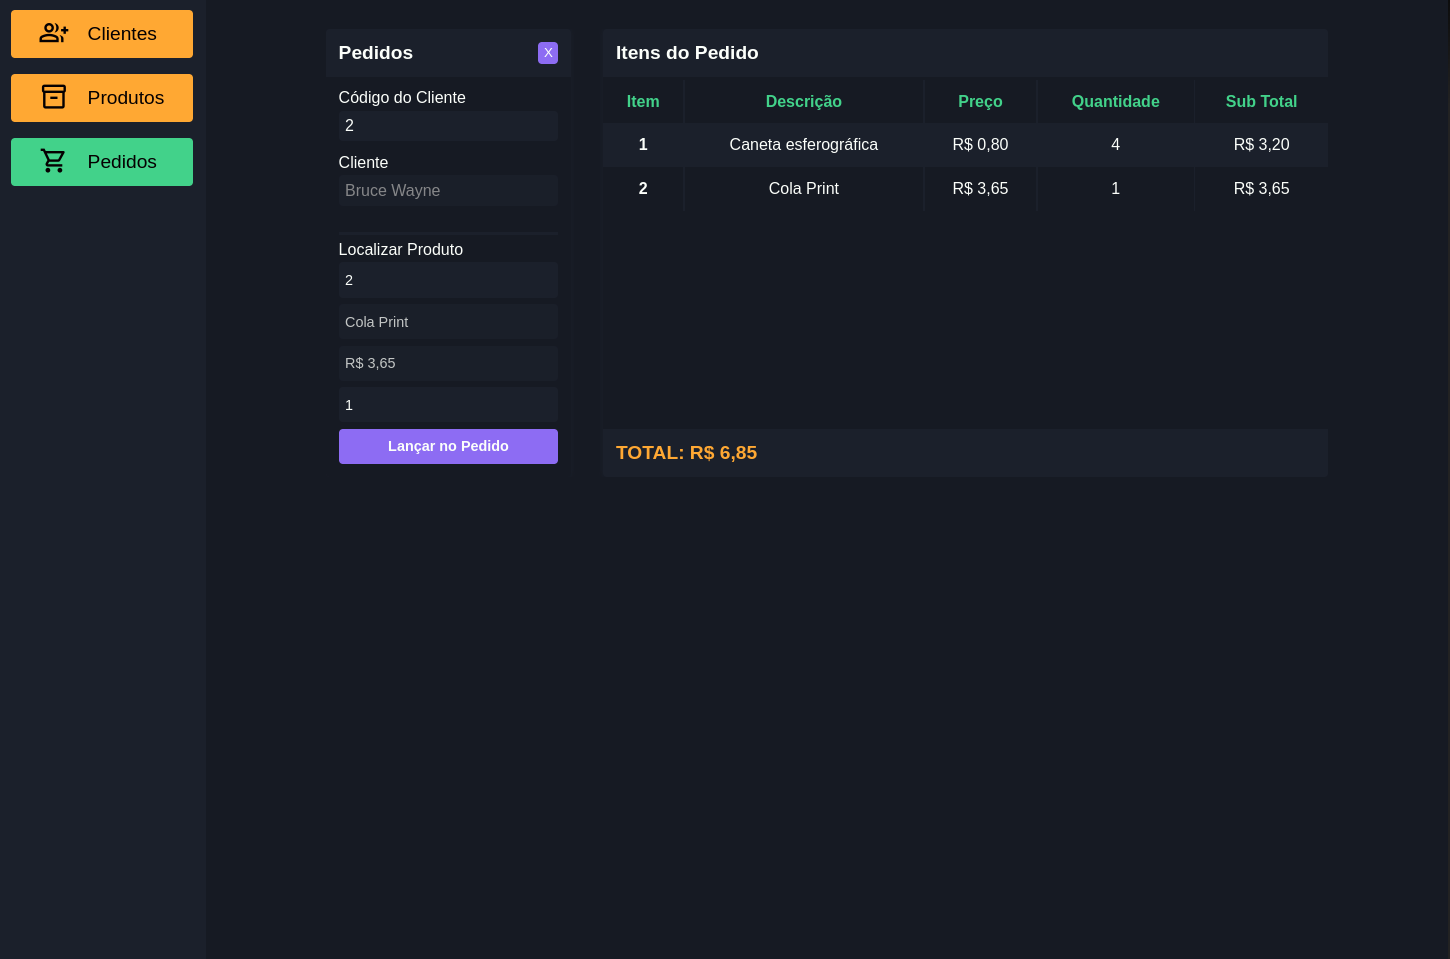 Clientes
Produtos
Pedidos
Pedidos X
Código do Cliente
2
Cliente
Bruce Wayne
Localizar Produto
2
Cola Print
R$ 3,65
1
Lançar no Pedido
Itens do Pedido
Item Descrição Preço Quantidade Sub Total
1 Caneta esferográfica R$ 0,80 4 R$ 3,20
2 Cola Print R$ 3,65 1 R$ 3,65
TOTAL: R$ 6,85